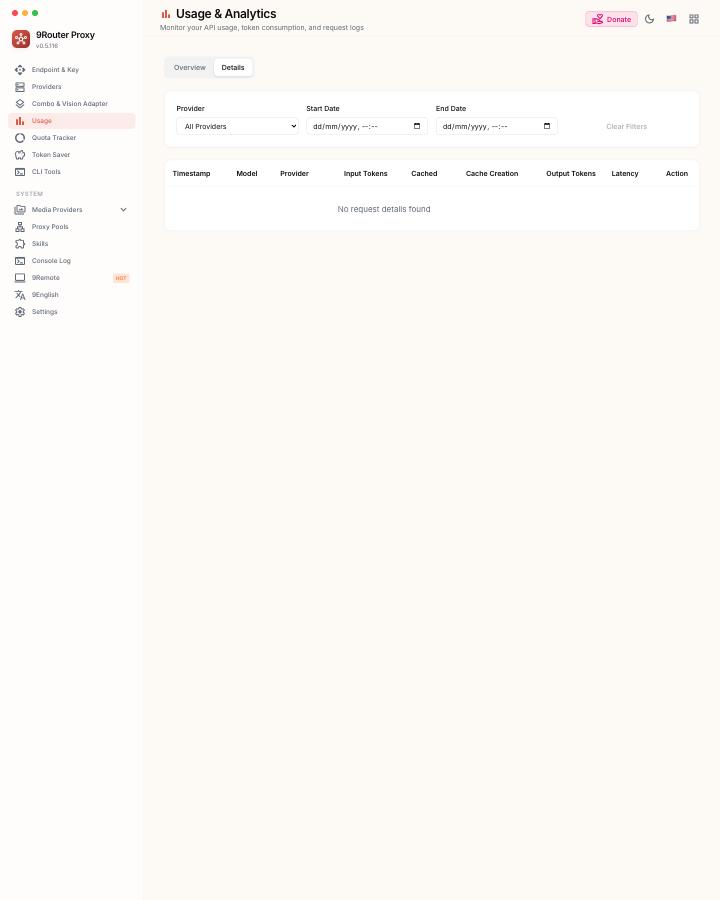 9Router Proxy
v0.5.116
Endpoint & Key
Providers
Combo & Vision Adapter
Usage
Quota Tracker
Token Saver
CLI Tools
SYSTEM
Media Providers
Proxy Pools
Skills
Console Log
9Remote HOT
9English
Settings
Usage & Analytics
Monitor your API usage, token consumption, and request logs
Donate
Overview Details
Provider Start Date End Date
All Providers dd/mm/yyyy, --:-- dd/mm/yyyy, --:-- Clear Filters
Timestamp Model Provider Input Tokens Cached Cache Creation Output Tokens Latency Action
No request details found